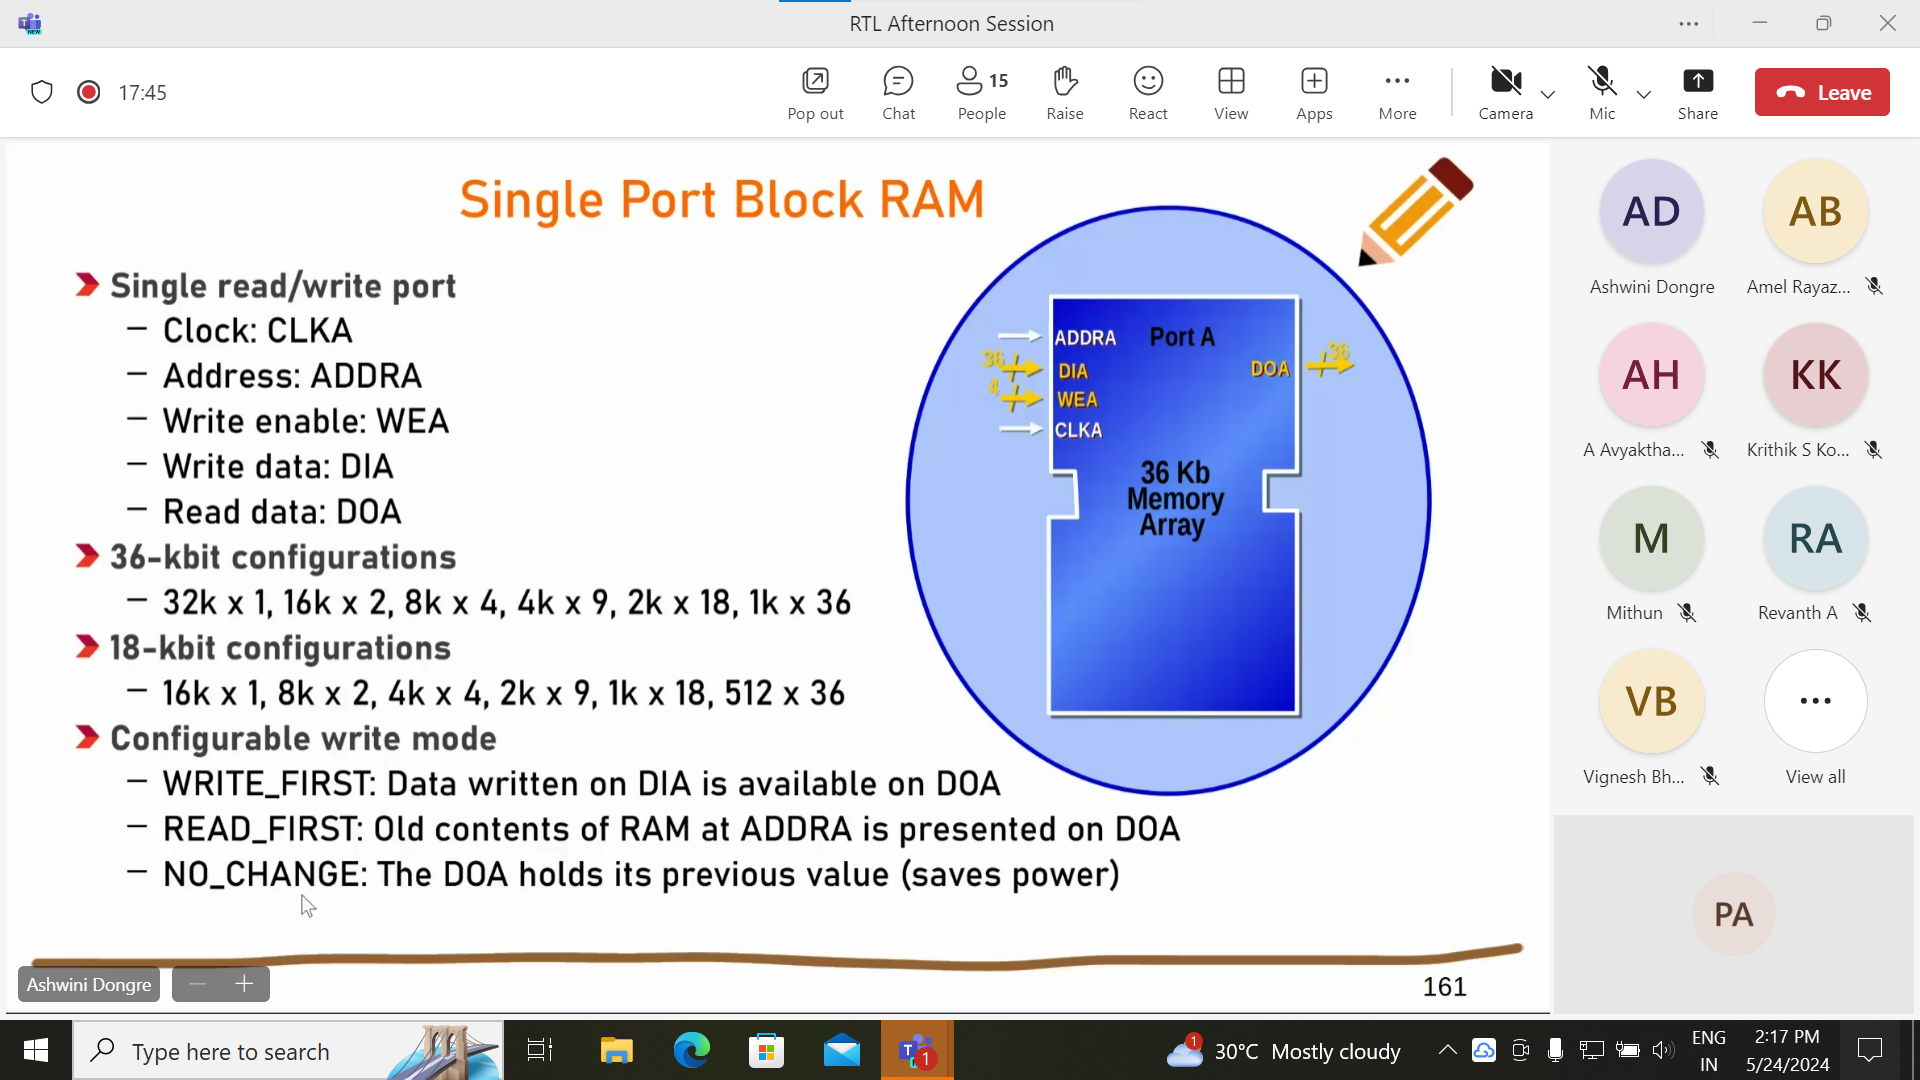 RTL Afternoon Session
NEW
17:45
Pop out
Chat
15
People
Raise
React
View
Apps
More
Camera
Mic
Share
Leave
Single Port Block RAM
Single read/write port
– Clock: CLKA
– Address: ADDRA
– Write enable: WEA
– Write data: DIA
– Read data: DOA
36-kbit configurations
– 32k x 1, 16k x 2, 8k x 4, 4k x 9, 2k x 18, 1k x 36
18-kbit configurations
– 16k x 1, 8k x 2, 4k x 4, 2k x 9, 1k x 18, 512 x 36
Configurable write mode
– WRITE_FIRST: Data written on DIA is available on DOA
– READ_FIRST: Old contents of RAM at ADDRA is presented on DOA
– NO_CHANGE: The DOA holds its previous value (saves power)
ADDRA
Port A
36
DIA
DOA
36
4
WEA
CLKA
36 Kb
Memory
Array
161
Ashwini Dongre
AD
Ashwini Dongre
AB
Amel Rayaz...
AH
A Avyaktha...
KK
Krithik S Ko...
M
Mithun
RA
Revanth A
VB
Vignesh Bh...
View all
PA
Type here to search
T
1
1
30°C Mostly cloudy
ENG
IN
2:17 PM
5/24/2024